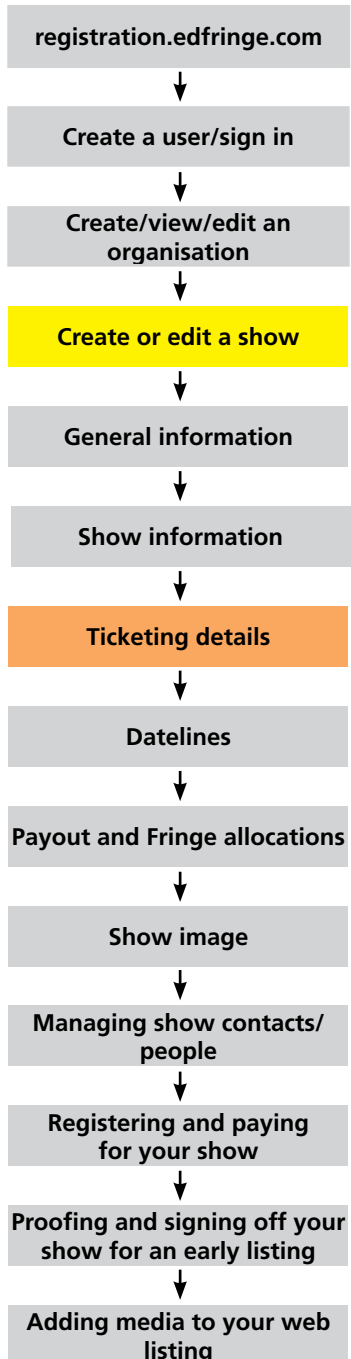 registration.edfringe.com
Create a user/sign in
Create/view/edit an
organisation
Create or edit a show
General information
Show information
Ticketing details
Datelines
Payout and Fringe allocations
Show image
Managing show contacts/
people
Registering and paying
for your show
Proofing and signing off your
show for an early listing
Adding media to your web
listing